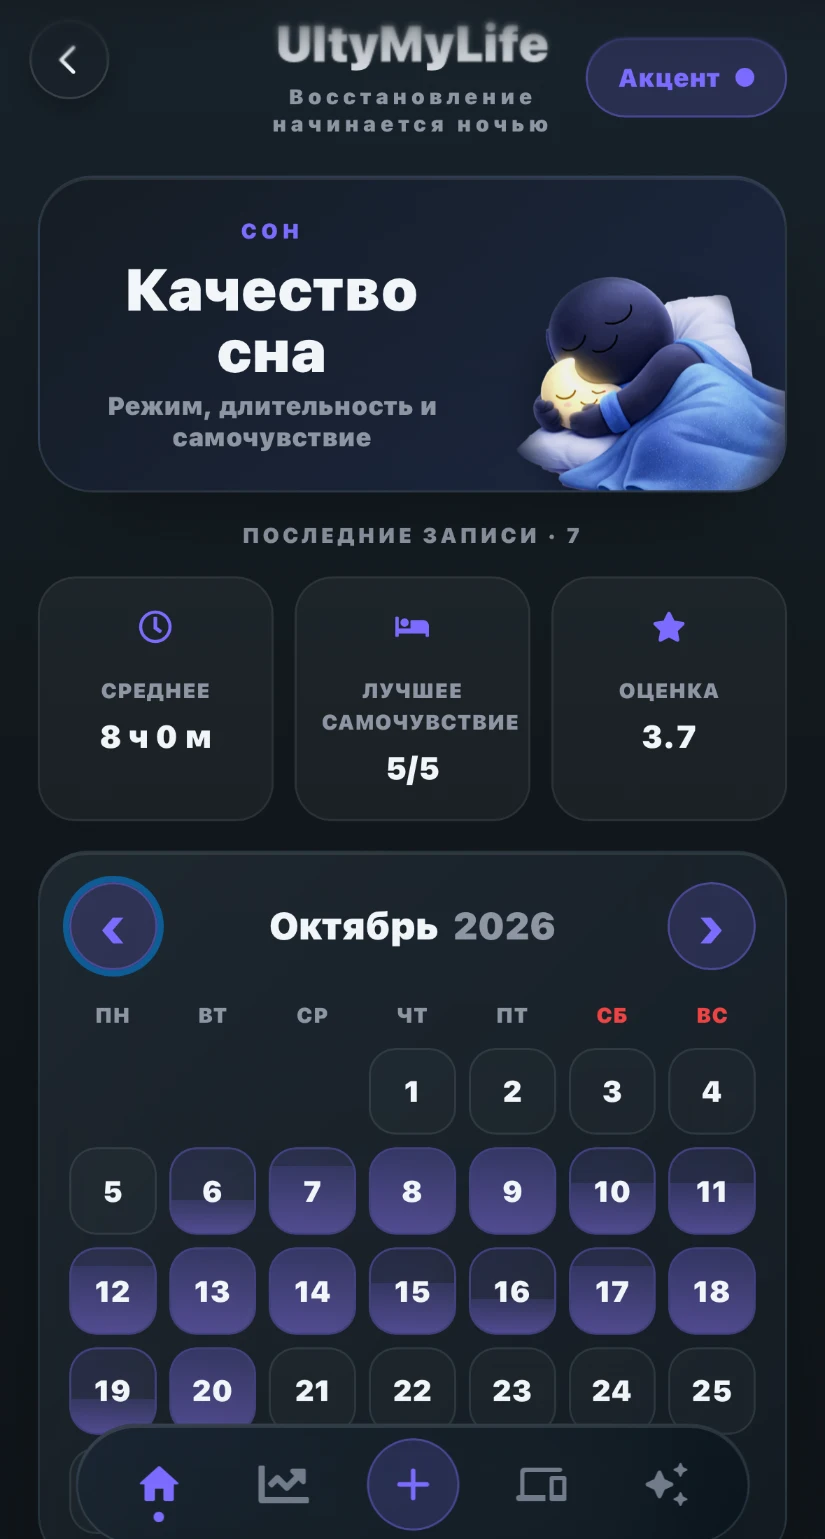 UltyMyLife
Восстановление
начинается ночью
Акцент
СОН
Качество
сна
Режим, длительность и
самочувствие
ПОСЛЕДНИЕ ЗАПИСИ · 7
СРЕДНЕЕ
8 ч 0 м
ЛУЧШЕЕ
САМОЧУВСТВИЕ
5/5
ОЦЕНКА
3.7
Октябрь 2026
ПН ВТ СР ЧТ ПТ СБ ВС
1 2 3 4
5 6 7 8 9 10 11
12 13 14 15 16 17 18
19 20 21 22 23 24 25